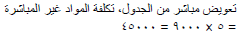 تعويض مباشر من الجدول، تكلفة المواد غير المباشرة
= ٥ × ٩٠٠٠ = ٤٥٠٠٠